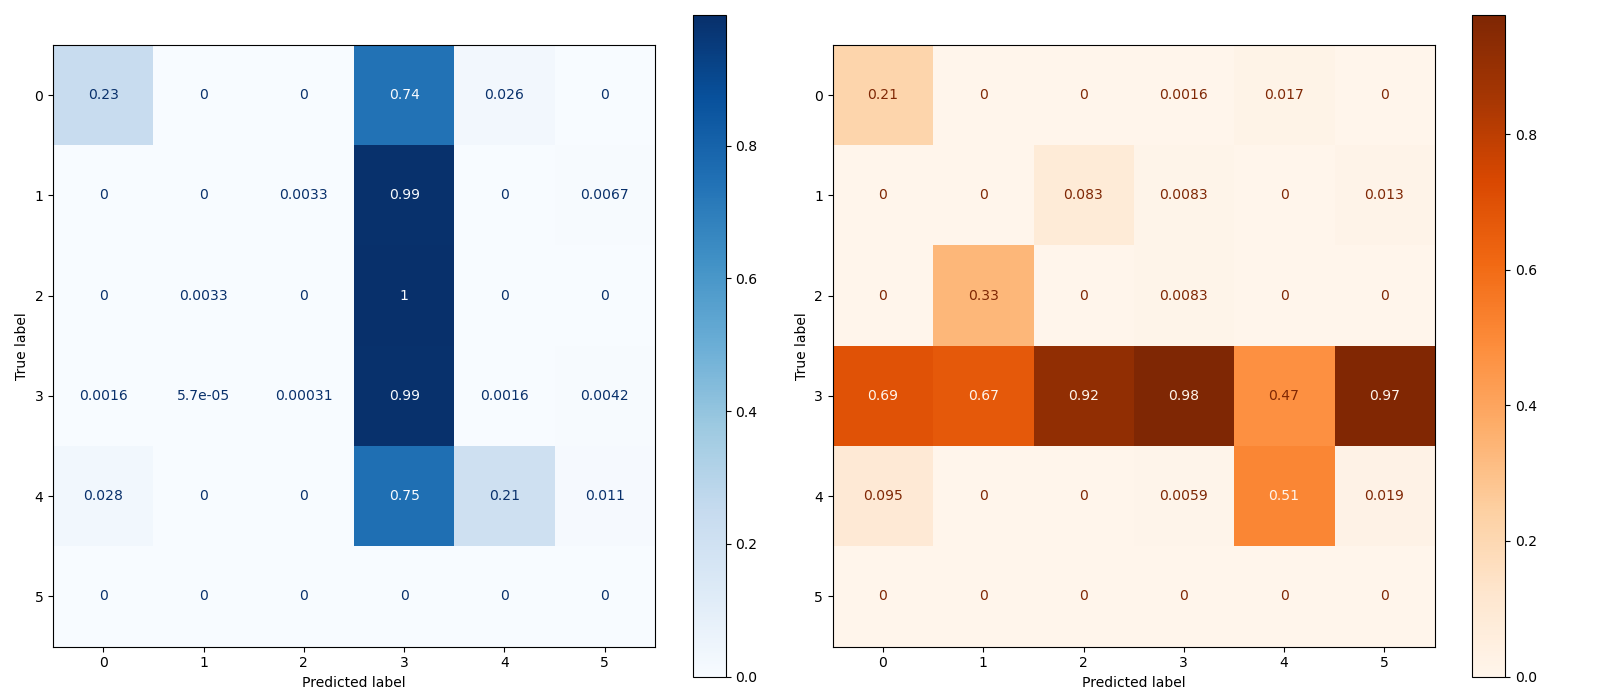 0 0.23 0 0 0.74 0.026 0
1 0 0 0.0033 0.99 0 0.0067
2 0 0.0033 0 1 0 0
3 0.0016 5.7e-05 0.00031 0.99 0.0016 0.0042
4 0.028 0 0 0.75 0.21 0.011
5 0 0 0 0 0 0
0 1 2 3 4 5
True label
Predicted label
0.8
0.6
0.4
0.2
0.0
0 0.21 0 0 0.0016 0.017 0
1 0 0 0.083 0.0083 0 0.013
2 0 0.33 0 0.0083 0 0
3 0.69 0.67 0.92 0.98 0.47 0.97
4 0.095 0 0 0.0059 0.51 0.019
5 0 0 0 0 0 0
0 1 2 3 4 5
True label
Predicted label
0.8
0.6
0.4
0.2
0.0